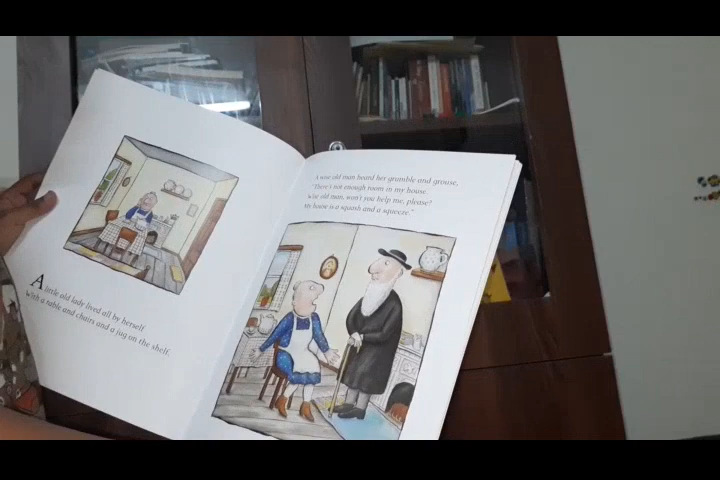 A little old lady lived all by herself
With a table and chairs and a jug on the shelf.
A wise old man heard her grumble and grouse,
"There's not enough room in my house.
Wise old man, won't you help me, please?
My house is a squash and a squeeze."